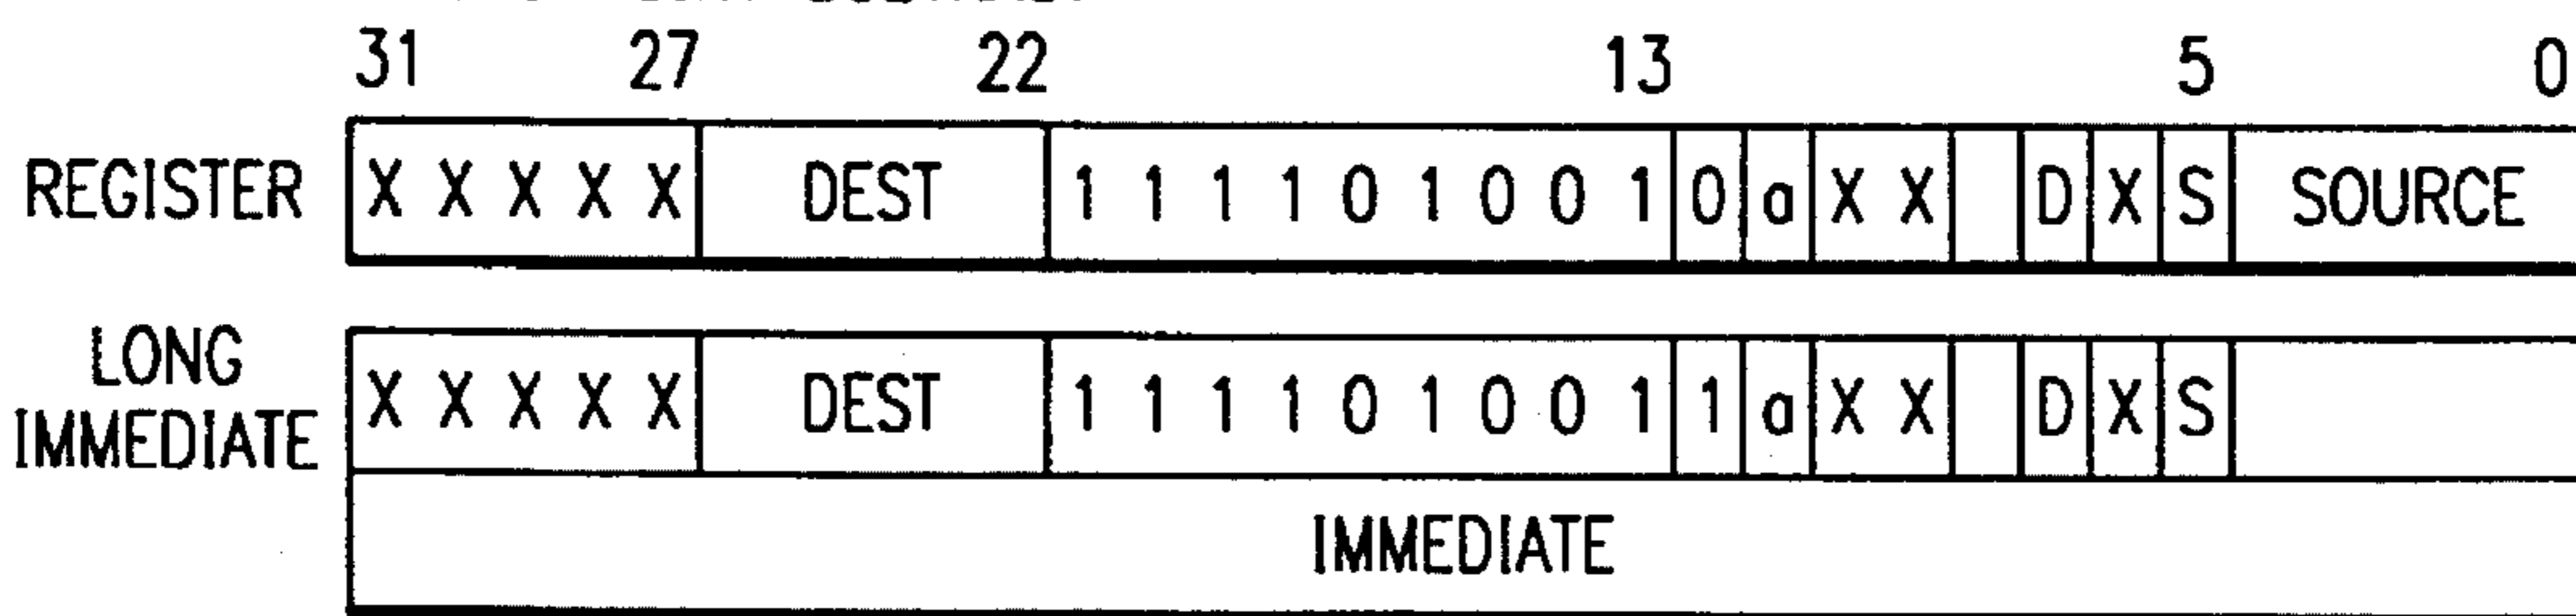 31 27 22 13 5 0
REGISTER X X X X X DEST 1 1 1 1 0 1 0 0 1 0 a X X D X S SOURCE
LONG
IMMEDIATE X X X X X DEST 1 1 1 1 0 1 0 0 1 1 a X X D X S
IMMEDIATE